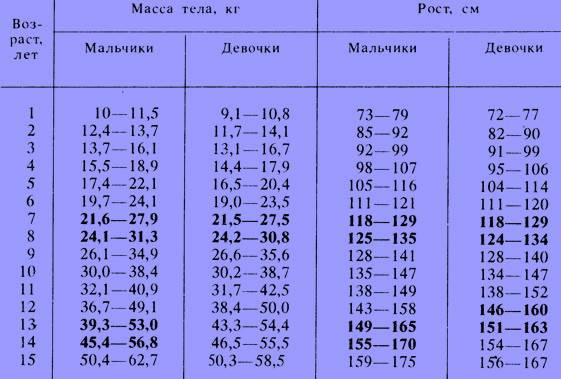 Воз-
раст,
лет
Масса тела, кг
Рост, см
Мальчики Девочки Мальчики Девочки
1 10—11,5 9,1—10,8 73—79 72—77
2 12,4—13,7 11,7—14,1 85—92 82—90
3 13,7—16,1 13,1—16,7 92—99 91—99
4 15,5—18,9 14,4—17,9 98—107 95—106
5 17,4—22,1 16,5—20,4 105—116 104—114
6 19,7—24,1 19,0—23,5 111—121 111—120
7 21,6—27,9 21,5—27,5 118—129 118—129
8 24,1—31,3 24,2—30,8 125—135 124—134
9 26,1—34,9 26,6—35,6 128—141 128—140
10 30,0—38,4 30,2—38,7 135—147 134—147
11 32,1—40,9 31,7—42,5 138—149 138—152
12 36,7—49,1 38,4—50,0 143—158 146—160
13 39,3—53,0 43,3—54,4 149—165 151—163
14 45,4—56,8 46,5—55,5 155—170 154—167
15 50,4—62,7 50,3—58,5 159—175 156—167